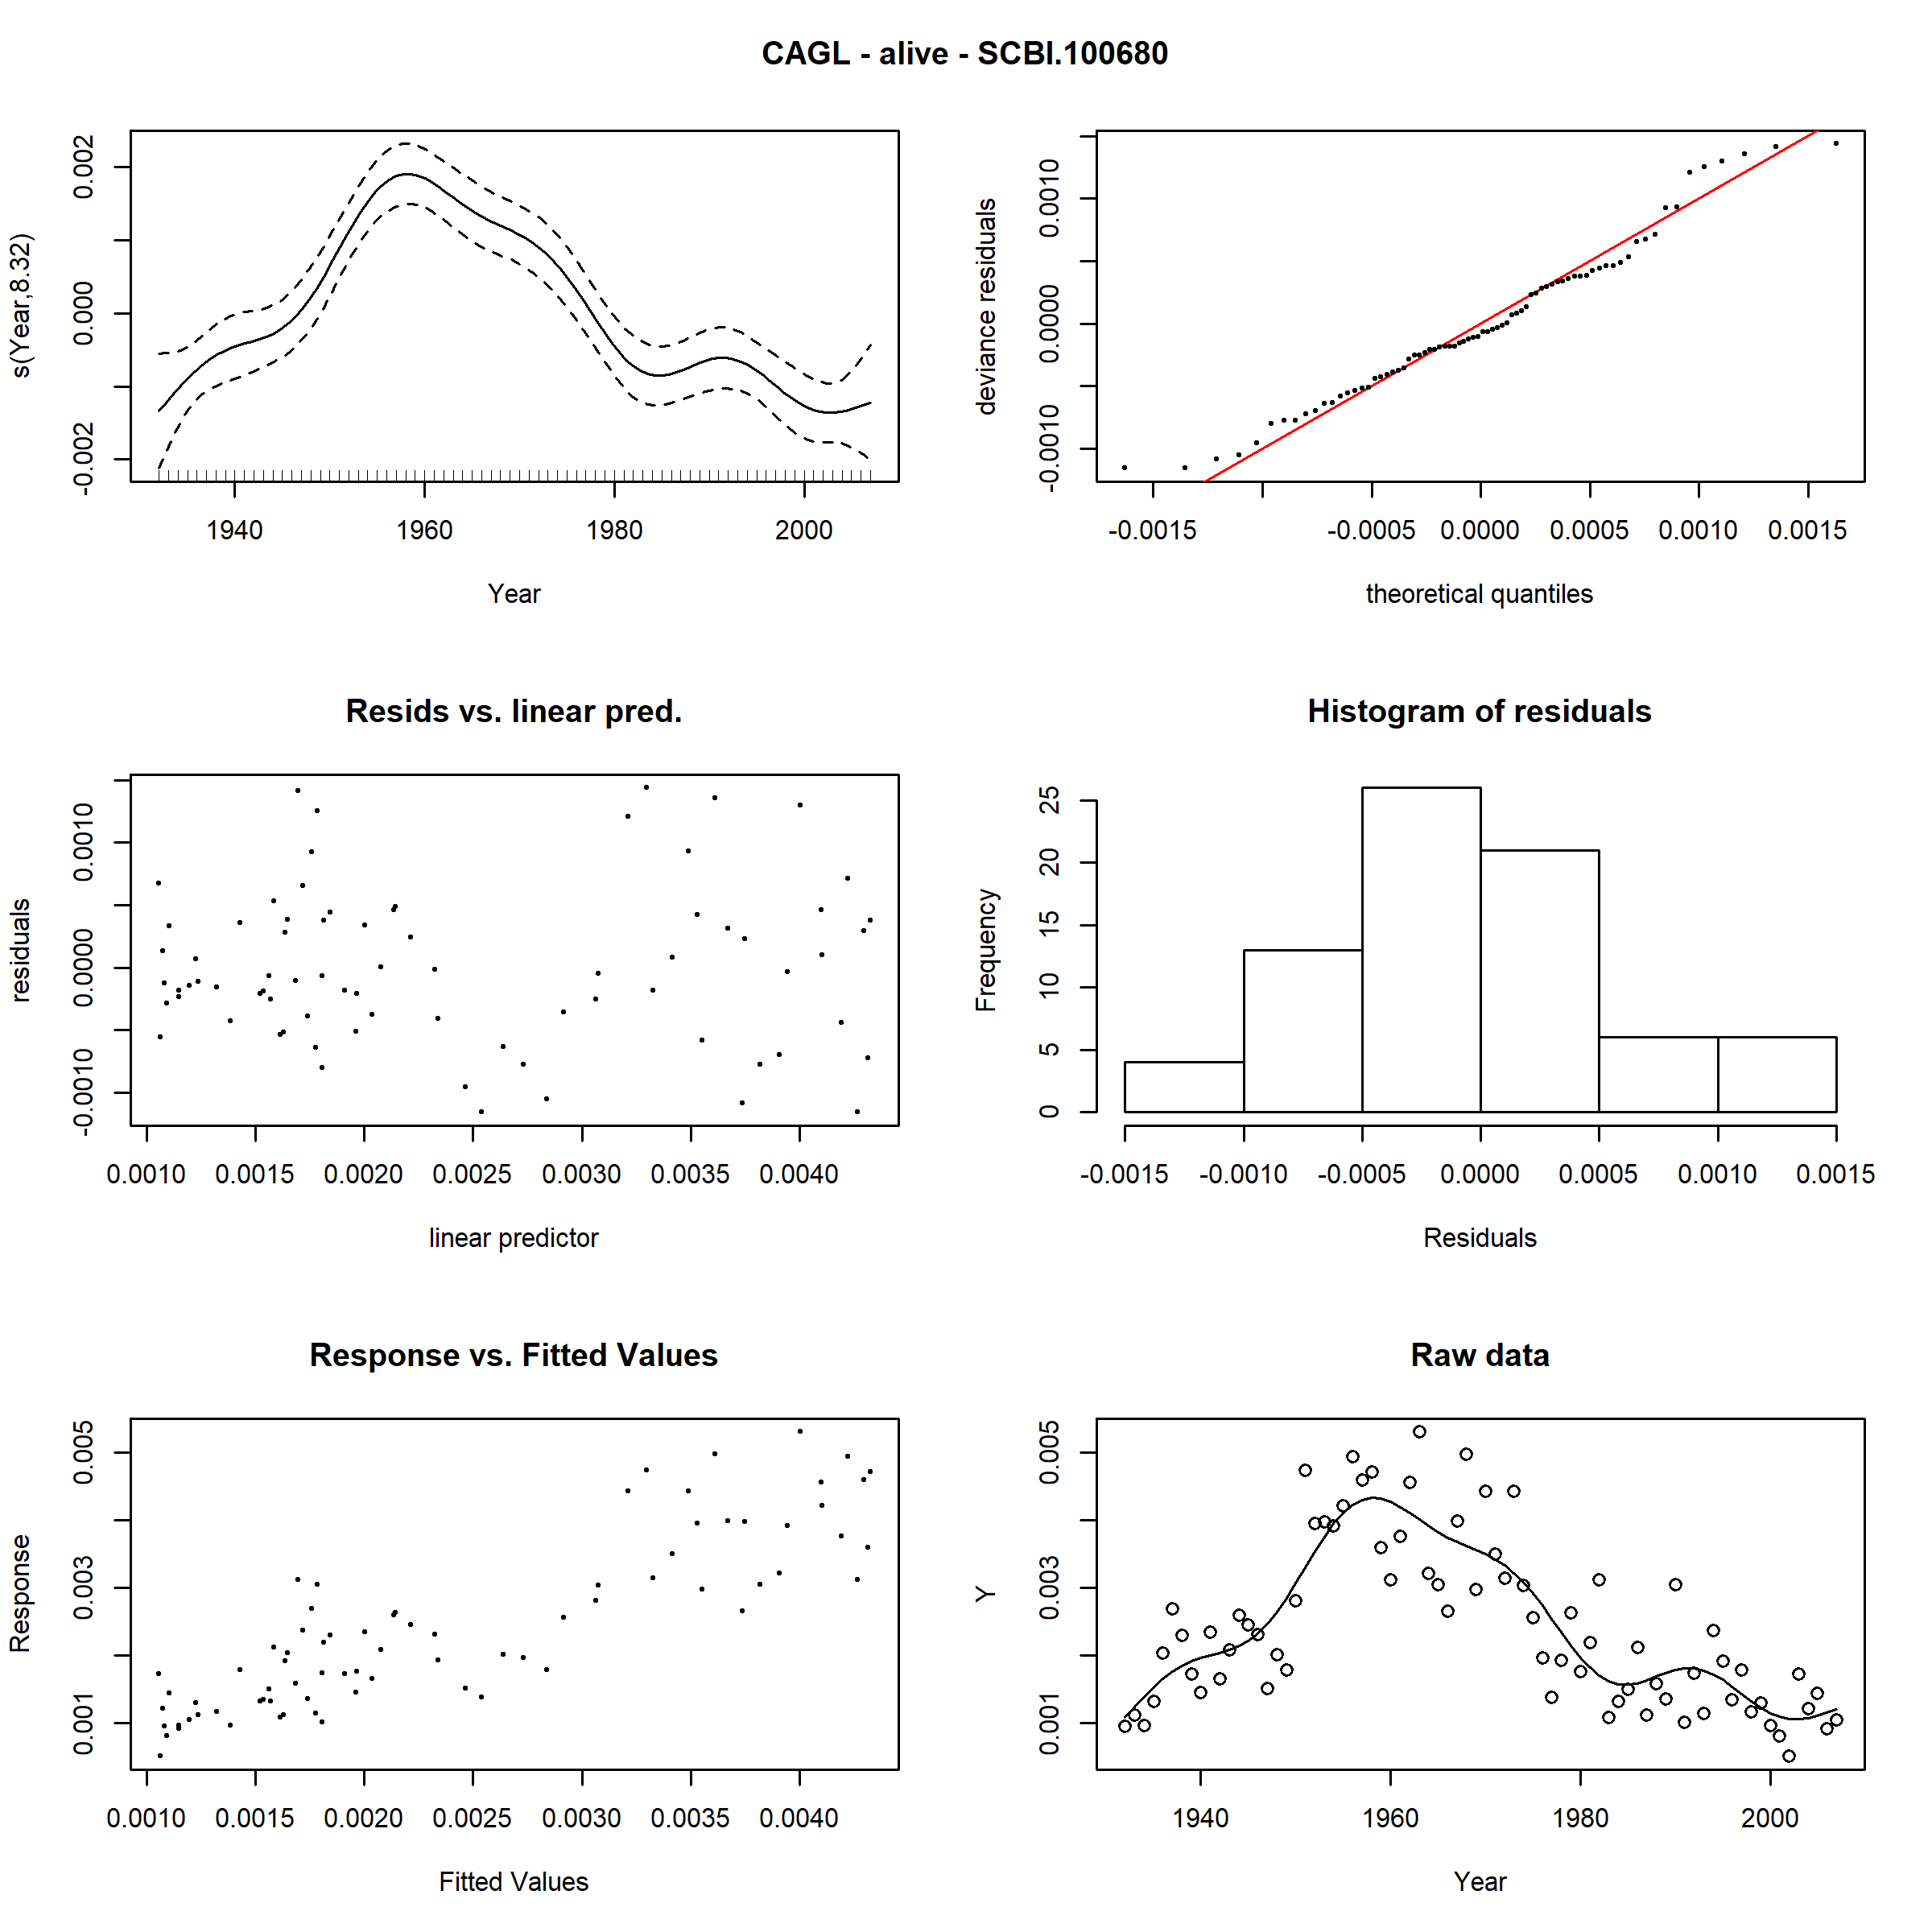 CAGL - alive - SCBI.100680
s(Year,8.32)
-0.002 0.000 0.002
1940 1960 1980 2000
Year
deviance residuals
-0.0010 0.0000 0.0010
-0.0015 -0.0005 0.0000 0.0005 0.0010 0.0015
theoretical quantiles
Resids vs. linear pred.
residuals
-0.0010 0.0000 0.0010
0.0010 0.0015 0.0020 0.0025 0.0030 0.0035 0.0040
linear predictor
Histogram of residuals
Frequency
0 5 10 15 20 25
-0.0015 -0.0010 -0.0005 0.0000 0.0005 0.0010 0.0015
Residuals
Response vs. Fitted Values
Response
0.001 0.003 0.005
0.0010 0.0015 0.0020 0.0025 0.0030 0.0035 0.0040
Fitted Values
Raw data
Y
0.001 0.003 0.005
1940 1960 1980 2000
Year